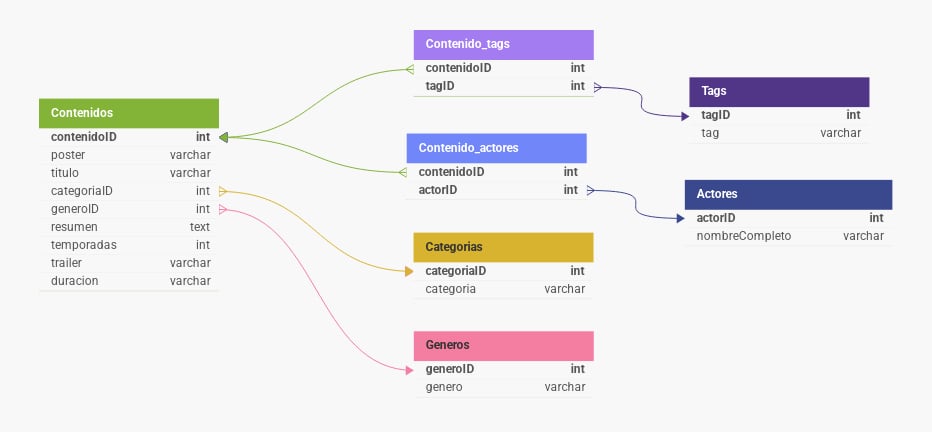 Contenidos
contenidoID int
poster varchar
titulo varchar
categoriaID int
generoID int
resumen text
temporadas int
trailer varchar
duracion varchar
Contenido_tags
contenidoID int
tagID int
Contenido_actores
contenidoID int
actorID int
Categorias
categoriaID int
categoria varchar
Generos
generoID int
genero varchar
Tags
tagID int
tag varchar
Actores
actorID int
nombreCompleto varchar